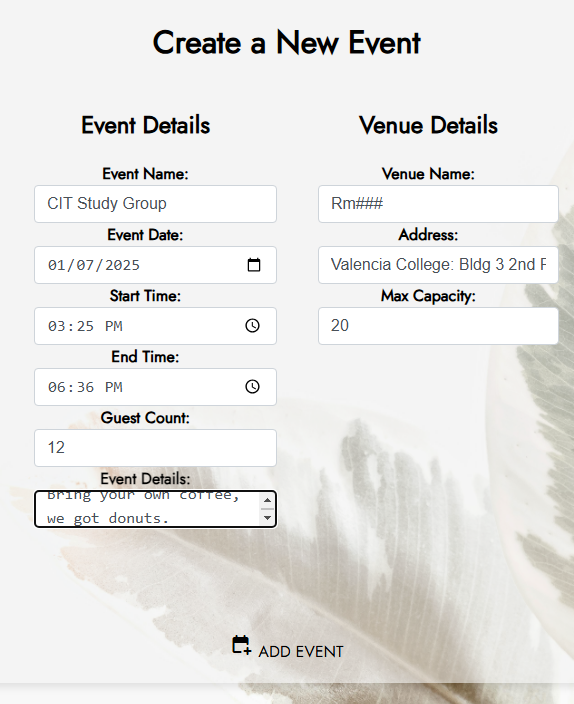 Create a New Event
Event Details
Event Name:
CIT Study Group
Event Date:
01/07/2025
Start Time:
03:25 PM
End Time:
06:36 PM
Guest Count:
12
Event Details:
Bring your own coffee,
we got donuts.
Venue Details
Venue Name:
Rm###
Address:
Valencia College: Bldg 3 2nd F
Max Capacity:
20
ADD EVENT